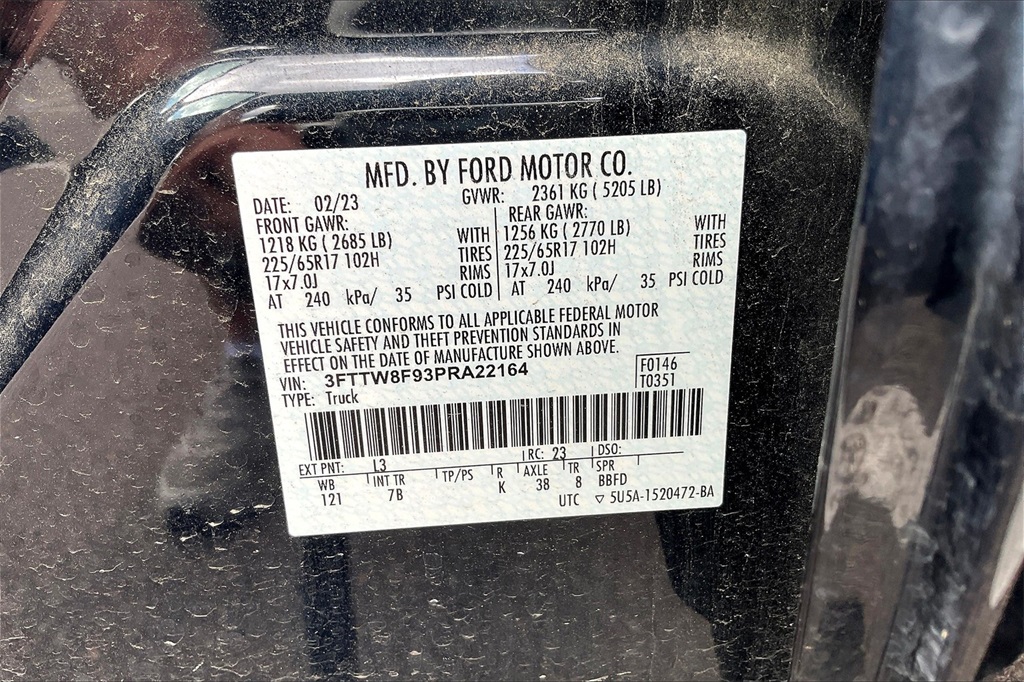 MFD. BY FORD MOTOR CO.
DATE: 02/23 GVWR: 2361 KG ( 5205 LB)
FRONT GAWR: REAR GAWR:
1218 KG ( 2685 LB) WITH 1256 KG ( 2770 LB) WITH
225/65R17 102H TIRES 225/65R17 102H TIRES
17x7.0J RIMS 17x7.0J RIMS
AT 240 kPa/ 35 PSI COLD AT 240 kPa/ 35 PSI COLD
THIS VEHICLE CONFORMS TO ALL APPLICABLE FEDERAL MOTOR
VEHICLE SAFETY AND THEFT PREVENTION STANDARDS IN
EFFECT ON THE DATE OF MANUFACTURE SHOWN ABOVE.
VIN: 3FTTW8F93PRA22164 F0146
TYPE: Truck T0351
EXT PNT: L3 RC: 23 DSO:
WB INT TR TP/PS R AXLE TR SPR
121 7B K 38 8 BBFD
UTC ▽ 5U5A-1520472-BA